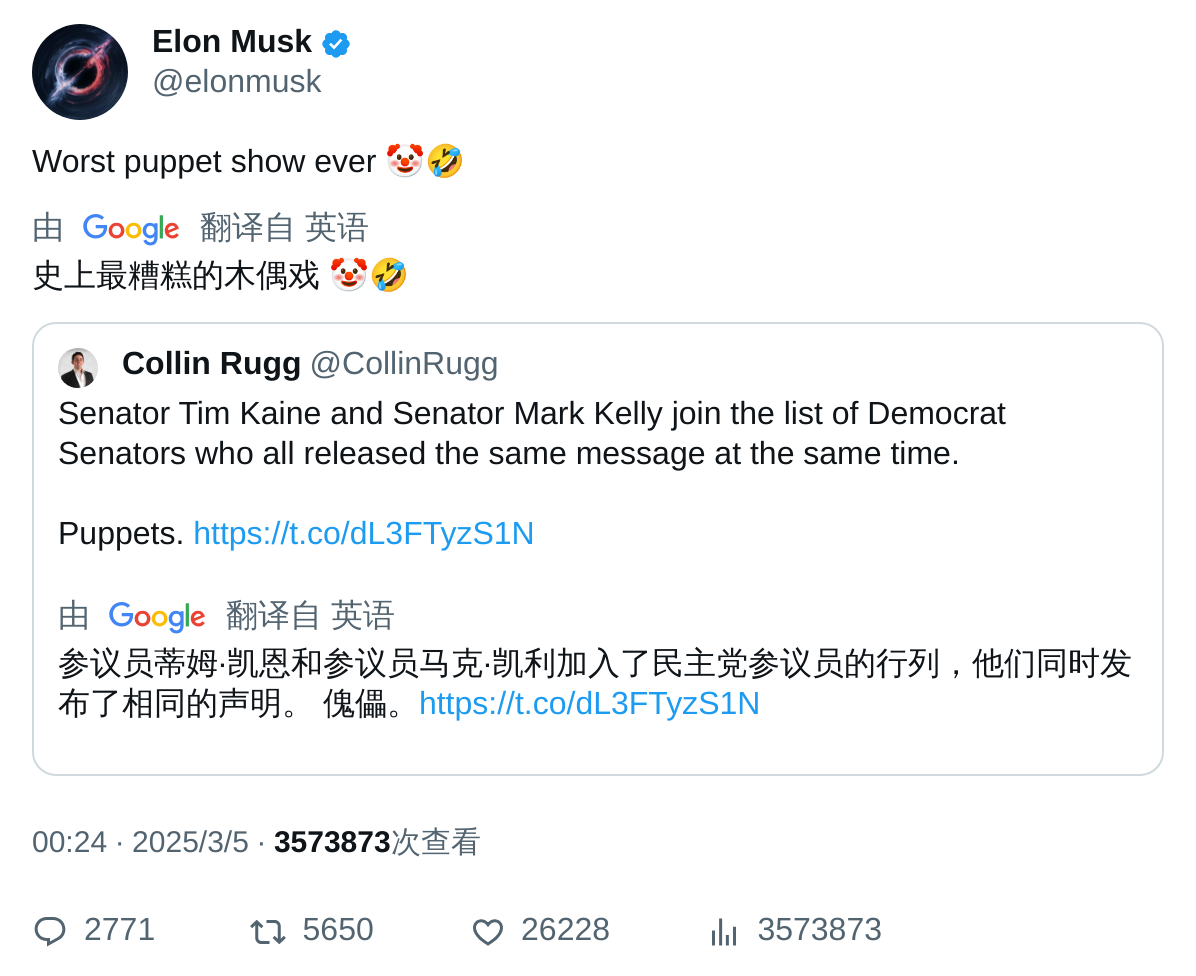 Elon Musk
@elonmusk
Worst puppet show ever 🤡🤣
由 Google 翻译自 英语
史上最糟糕的木偶戏 🤡🤣
Collin Rugg @CollinRugg
Senator Tim Kaine and Senator Mark Kelly join the list of Democrat
Senators who all released the same message at the same time.
Puppets. https://t.co/dL3FTyzS1N
由 Google 翻译自 英语
参议员蒂姆·凯恩和参议员马克·凯利加入了民主党参议员的行列，他们同时发
布了相同的声明。 傀儡。https://t.co/dL3FTyzS1N
00:24 · 2025/3/5 · 3573873次查看
2771 5650 26228 3573873